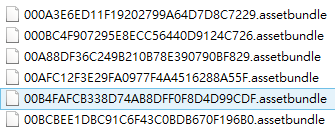 000A3E6ED11F19202799A64D7D8C7229.assetbundle
000BC4F907295E8ECC56440D9124C726.assetbundle
00A88DF36C249B210B78E390790BF829.assetbundle
00AFC12F3E29FA0977F4A4516288A55F.assetbundle
00B4FAFCB338D74AB8DFF0F8D4D99CDF.assetbundle
00BCBEE1DBC91C6F43C0BDB670F196B0.assetbundle